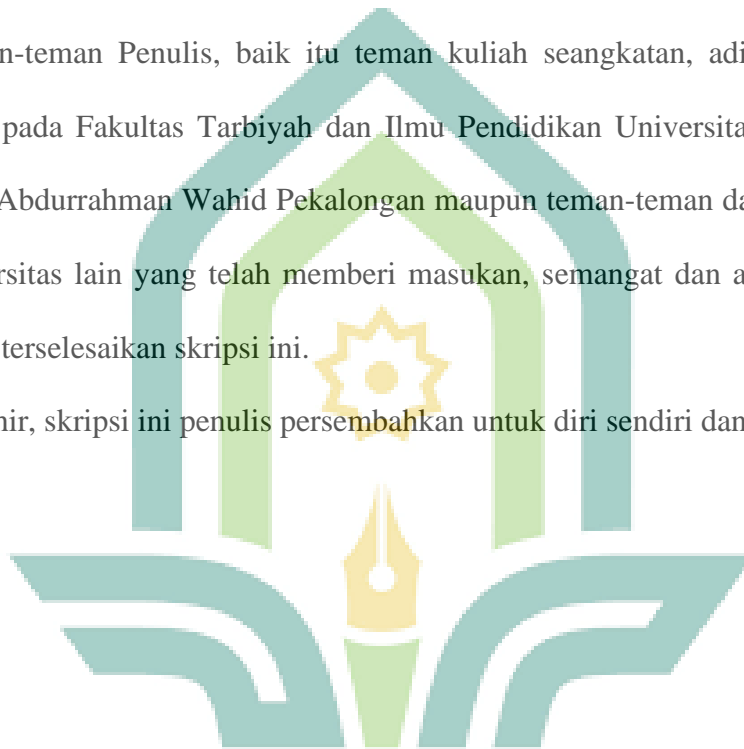 n-teman Penulis, baik itu teman kuliah seangkatan, adi
pada Fakultas Tarbiyah dan Ilmu Pendidikan Universita
Abdurrahman Wahid Pekalongan maupun teman-teman da
rsitas lain yang telah memberi masukan, semangat dan a
terselesaikan skripsi ini.
hir, skripsi ini penulis persembahkan untuk diri sendiri dan